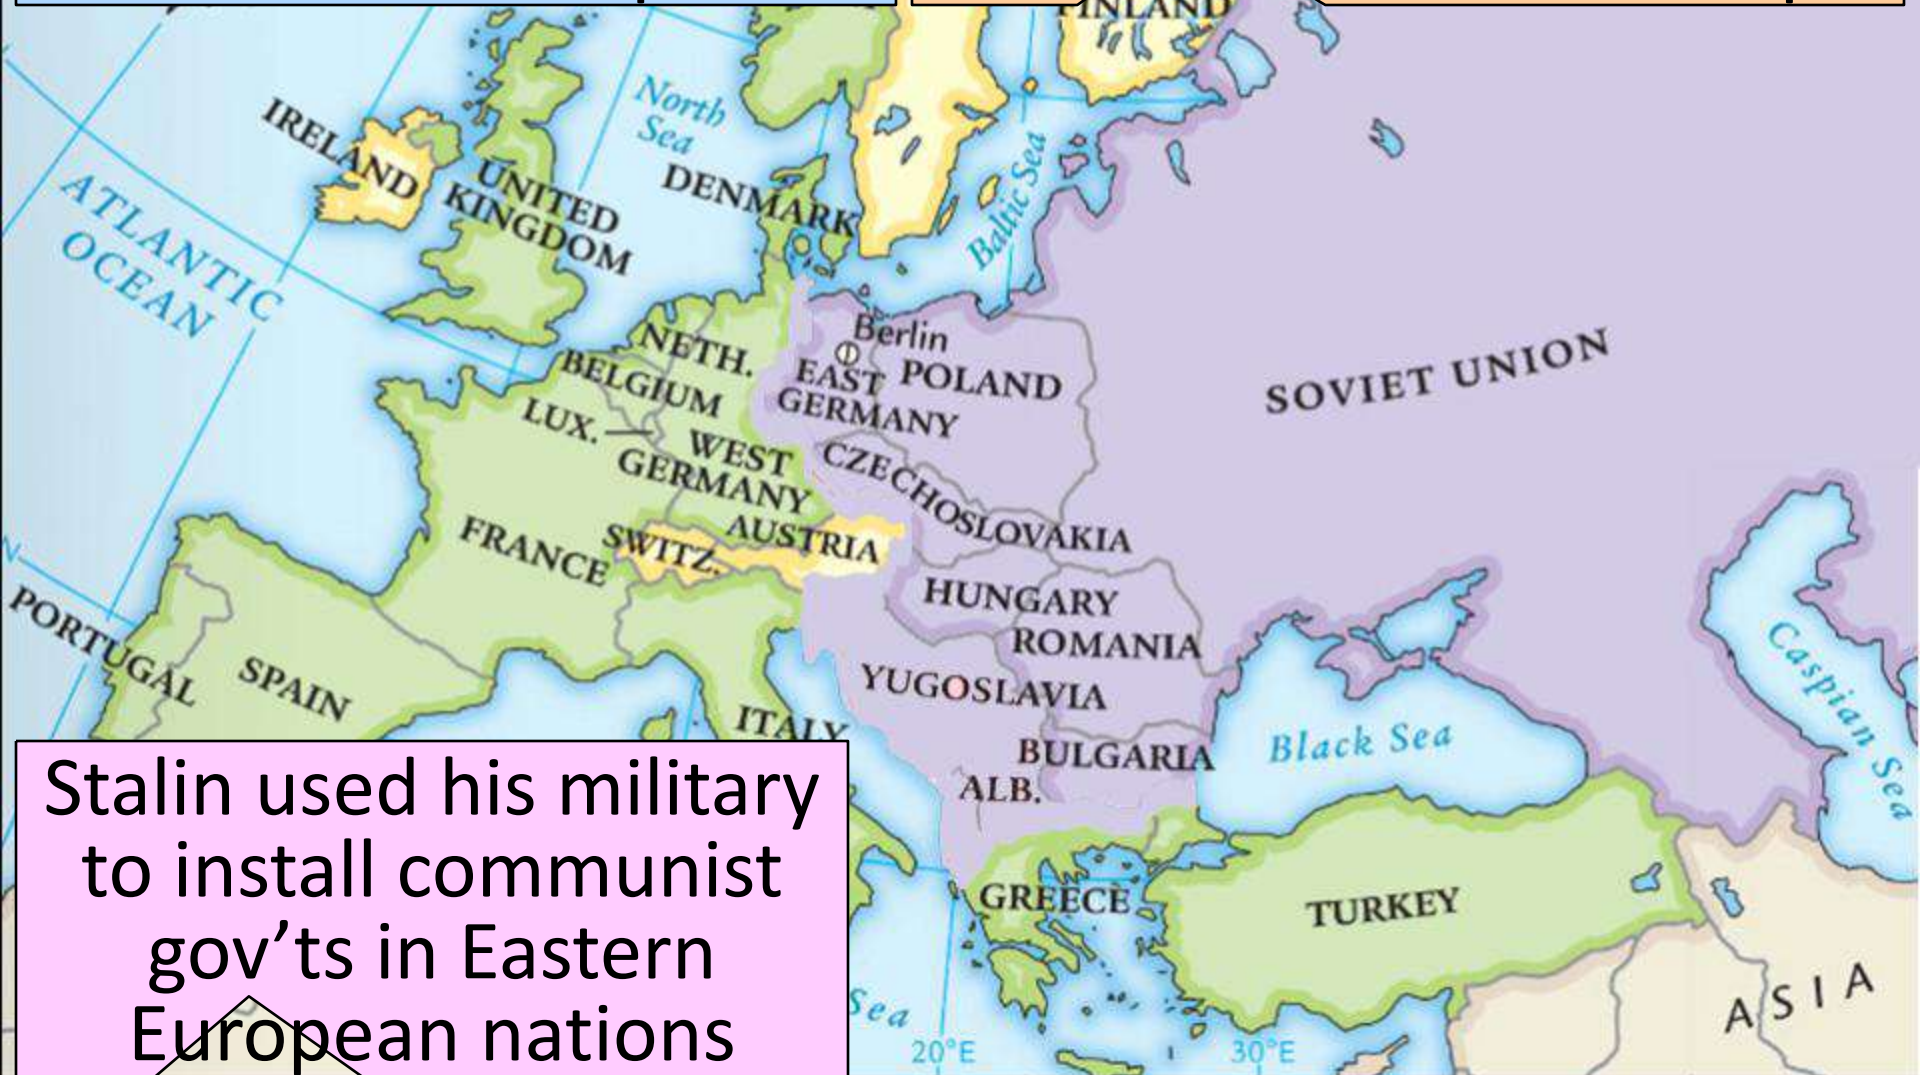 FINLAND
North
Sea
IRELAND
UNITED
KINGDOM
DENMARK
Baltic Sea
ATLANTIC
OCEAN
Berlin
NETH.
EAST
GERMANY
POLAND
BELGIUM
LUX.
WEST
GERMANY
SOVIET UNION
CZECHOSLOVAKIA
FRANCE
SWITZ.
AUSTRIA
HUNGARY
ROMANIA
PORTUGAL
SPAIN
YUGOSLAVIA
ITALY
BULGARIA
Black Sea
Caspian Sea
ALB.
GREECE
TURKEY
ASIA
Sea
20°E
30°E
Stalin used his military
to install communist
gov’ts in Eastern
European nations